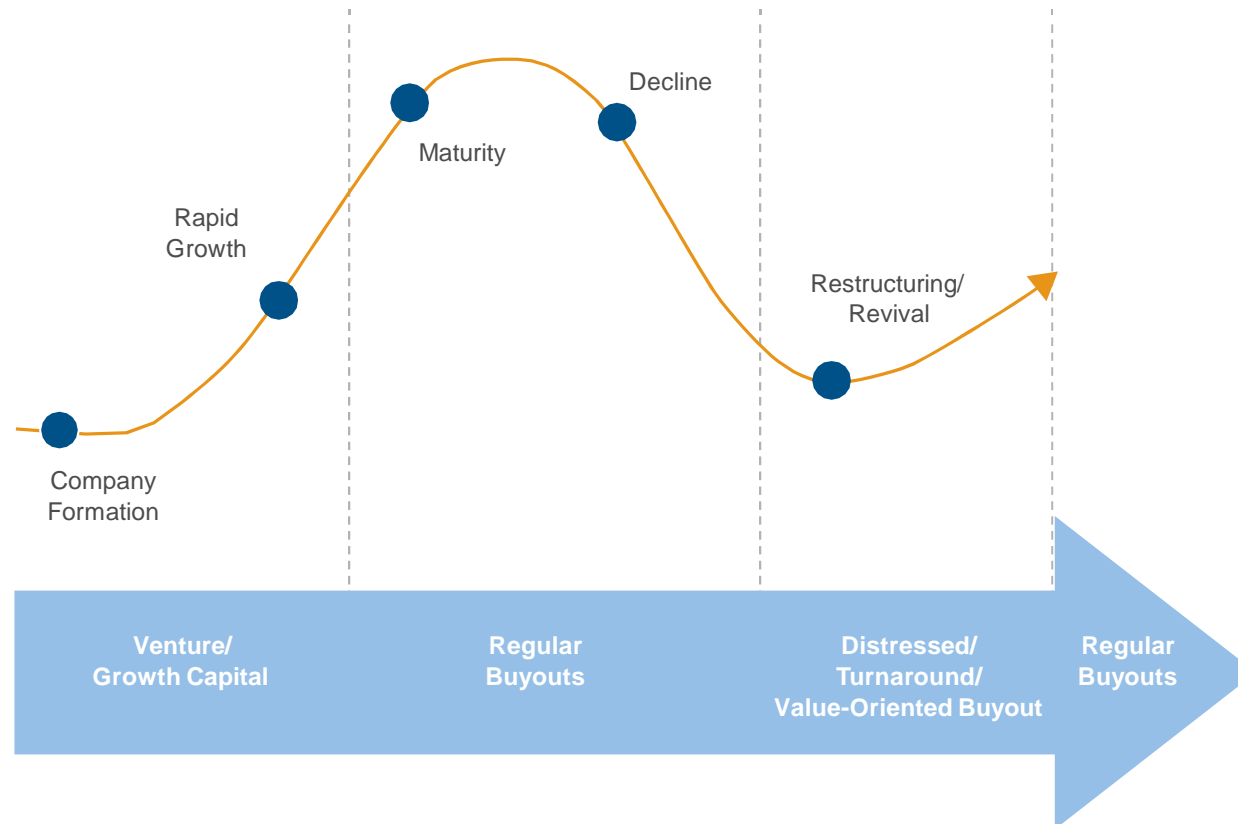 Decline
Maturity
Rapid
Growth
Restructuring/
Revival
Company
Formation
Venture/
Growth Capital
Regular
Buyouts
Distressed/
Turnaround/
Value-Oriented Buyout
Regular
Buyouts